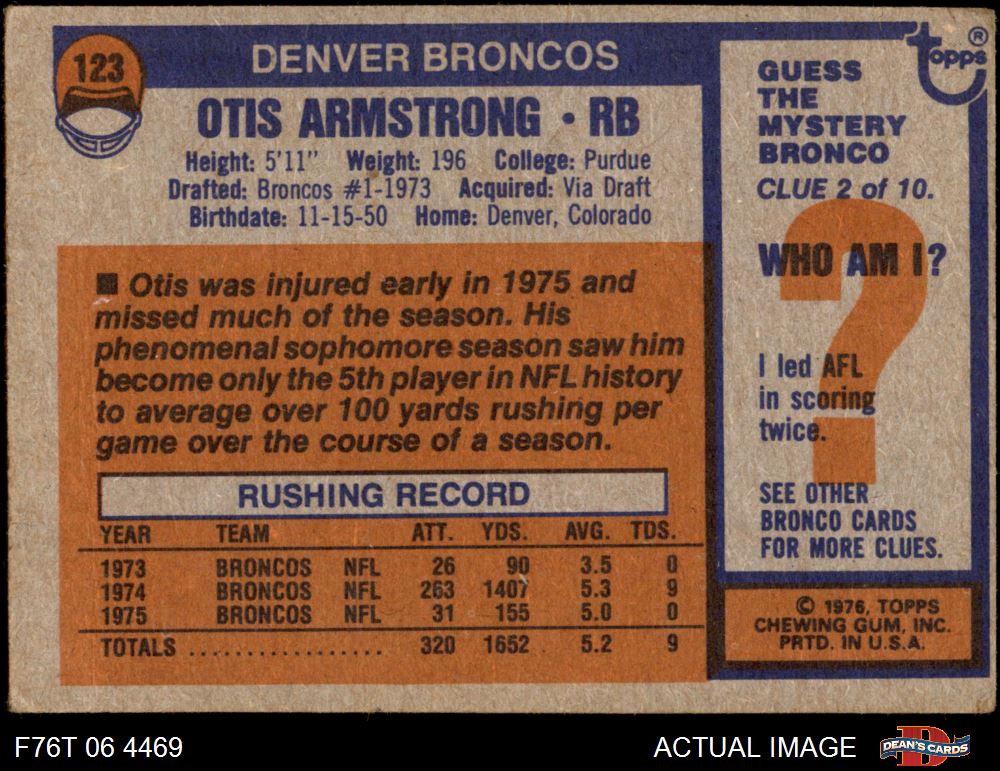 123
DENVER BRONCOS
OTIS ARMSTRONG • RB
Height: 5'11" Weight: 196 College: Purdue
Drafted: Broncos #1-1973 Acquired: Via Draft
Birthdate: 11-15-50 Home: Denver, Colorado
■ Otis was injured early in 1975 and
missed much of the season. His
phenomenal sophomore season saw him
become only the 5th player in NFL history
to average over 100 yards rushing per
game over the course of a season.
RUSHING RECORD
YEAR TEAM ATT. YDS. AVG. TDS.
1973 BRONCOS NFL 26 90 3.5 0
1974 BRONCOS NFL 263 1407 5.3 9
1975 BRONCOS NFL 31 155 5.0 0
TOTALS ................. 320 1652 5.2 9
topps ®
GUESS
THE
MYSTERY
BRONCO
CLUE 2 of 10.
?
WHO AM I?
I led AFL
in scoring
twice.
SEE OTHER
BRONCO CARDS
FOR MORE CLUES.
© 1976, TOPPS
CHEWING GUM, INC.
PRTD. IN U.S.A.
F76T 06 4469
ACTUAL IMAGE
DEAN'S CARDS